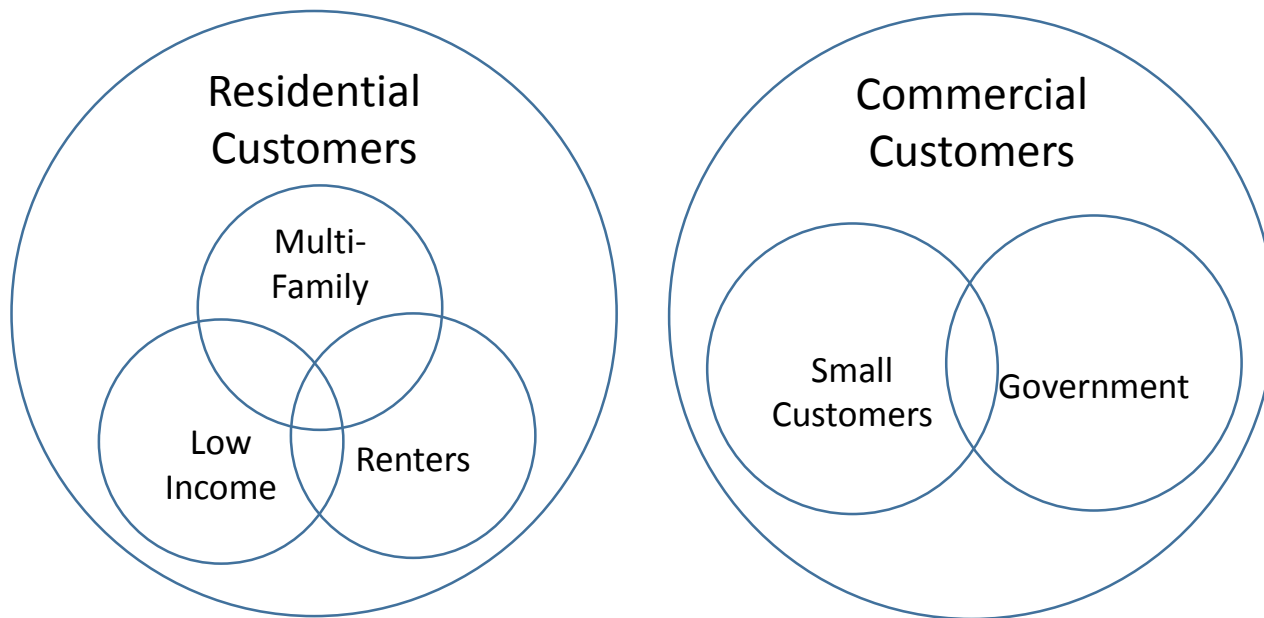 Residential
Customers
Multi-
Family
Low
Income
Renters
Commercial
Customers
Small
Customers
Government